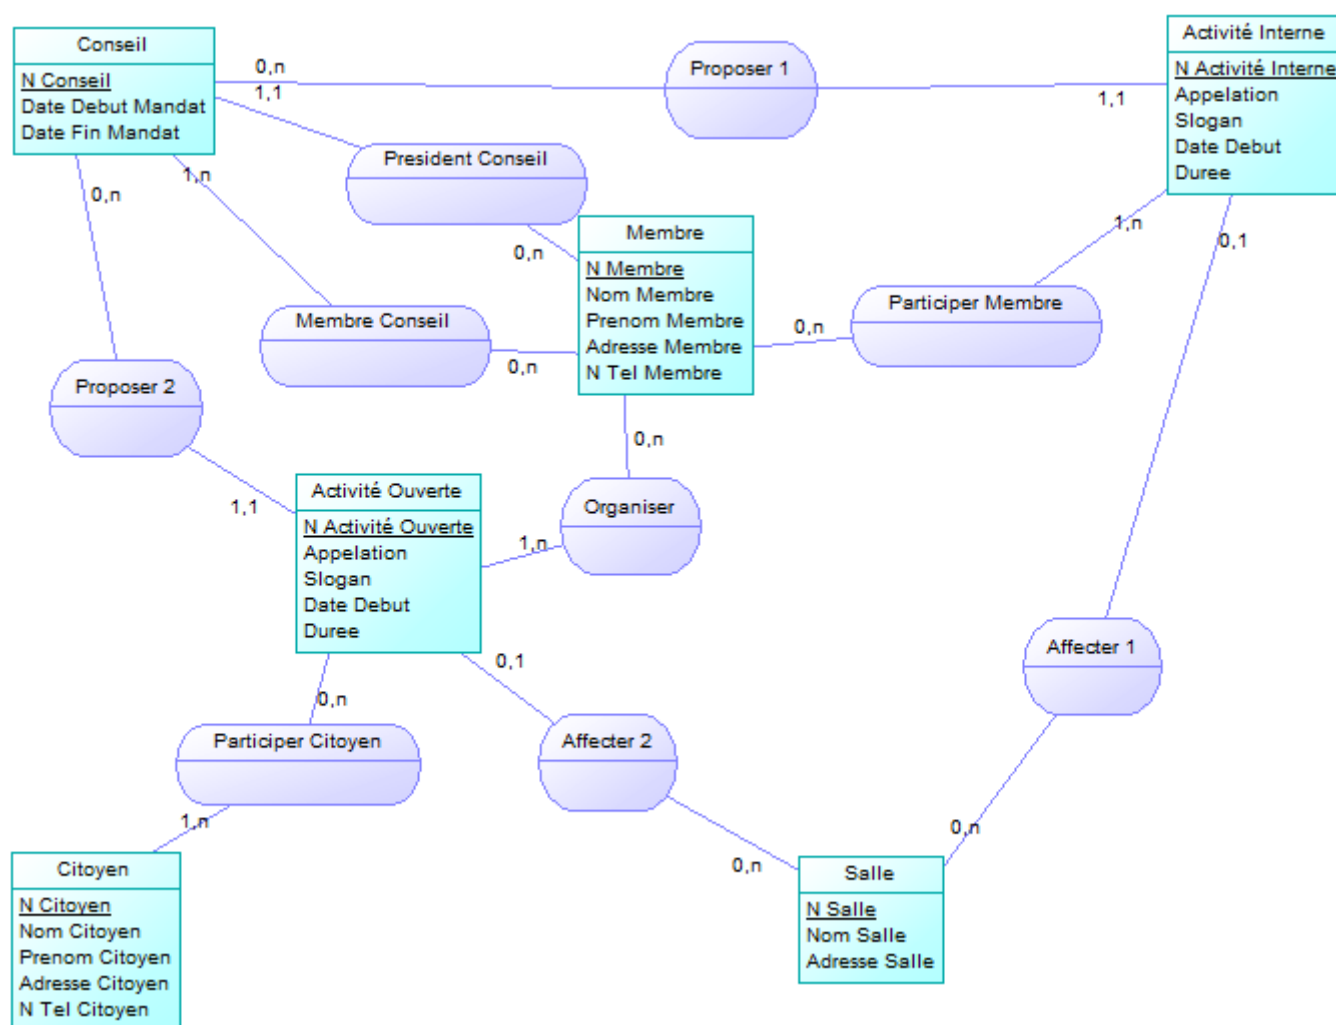 Conseil
N Conseil
Date Debut Mandat
Date Fin Mandat
0,n
1,1
Proposer 1
1,1
Activité Interne
N Activité Interne
Appelation
Slogan
Date Debut
Duree
President Conseil
0,n
1,n
0,n
Membre
N Membre
Nom Membre
Prenom Membre
Adresse Membre
N Tel Membre
1,n
0,1
Membre Conseil
0,n
0,n
Participer Membre
Proposer 2
0,n
1,1
Activité Ouverte
N Activité Ouverte
Appelation
Slogan
Date Debut
Duree
1,n
Organiser
Affecter 1
0,1
0,n
Participer Citoyen
Affecter 2
1,n
0,n
0,n
Citoyen
N Citoyen
Nom Citoyen
Prenom Citoyen
Adresse Citoyen
N Tel Citoyen
Salle
N Salle
Nom Salle
Adresse Salle